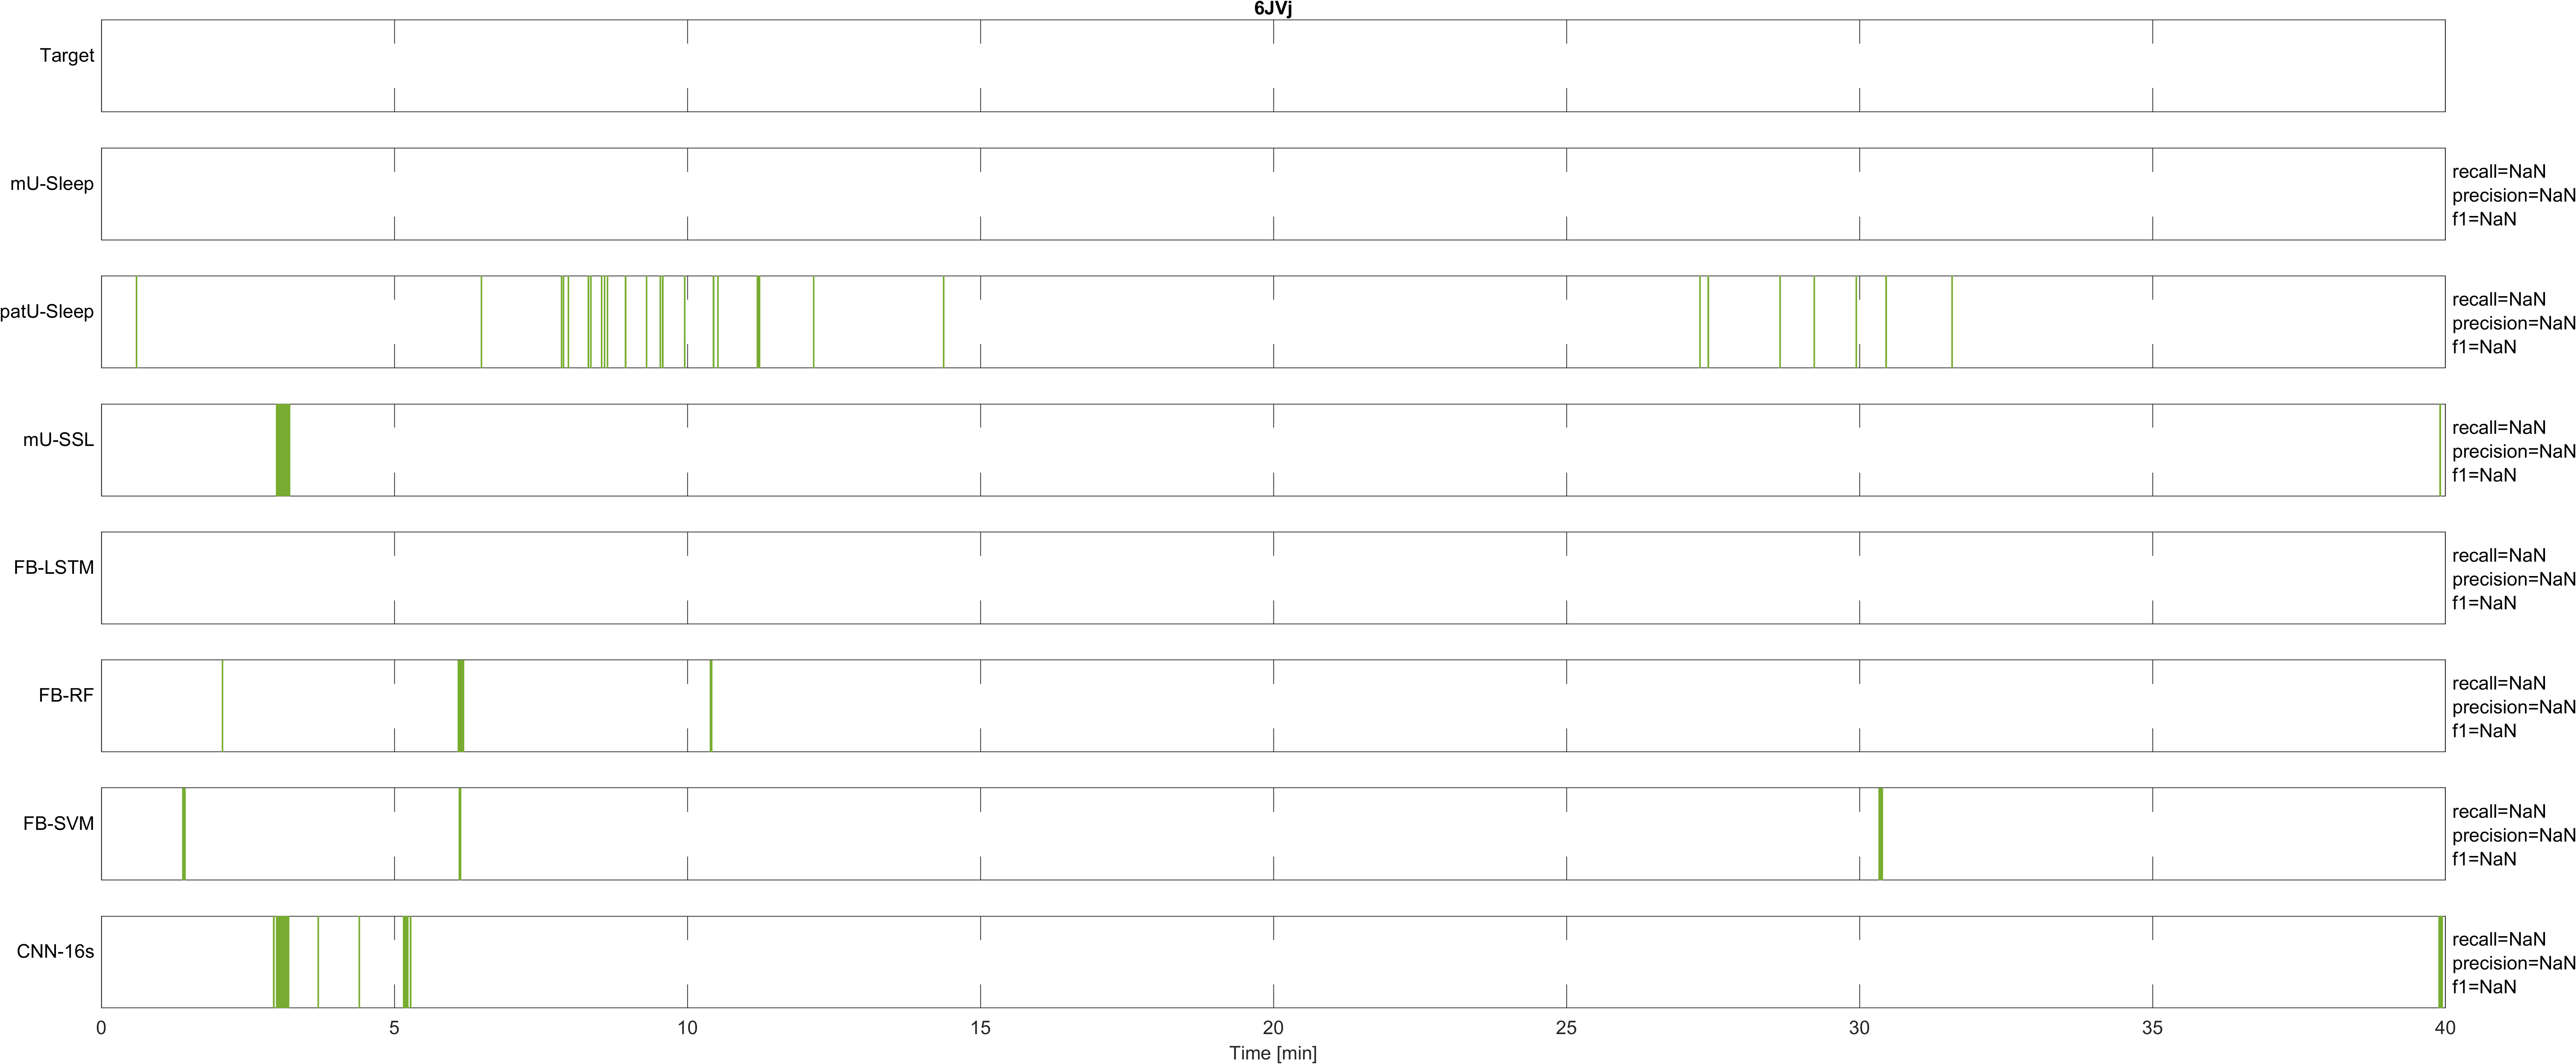 6JVj
Target
mU-Sleep
recall=NaN
precision=NaN
f1=NaN
patU-Sleep
recall=NaN
precision=NaN
f1=NaN
mU-SSL
recall=NaN
precision=NaN
f1=NaN
FB-LSTM
recall=NaN
precision=NaN
f1=NaN
FB-RF
recall=NaN
precision=NaN
f1=NaN
FB-SVM
recall=NaN
precision=NaN
f1=NaN
CNN-16s
recall=NaN
precision=NaN
f1=NaN
0 5 10 15 20 25 30 35 40
Time [min]